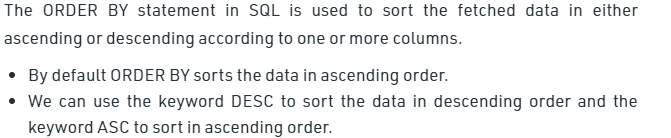 The ORDER BY statement in SQL is used to sort the fetched data in either
ascending or descending according to one or more columns.
• By default ORDER BY sorts the data in ascending order.
• We can use the keyword DESC to sort the data in descending order and the
keyword ASC to sort in ascending order.